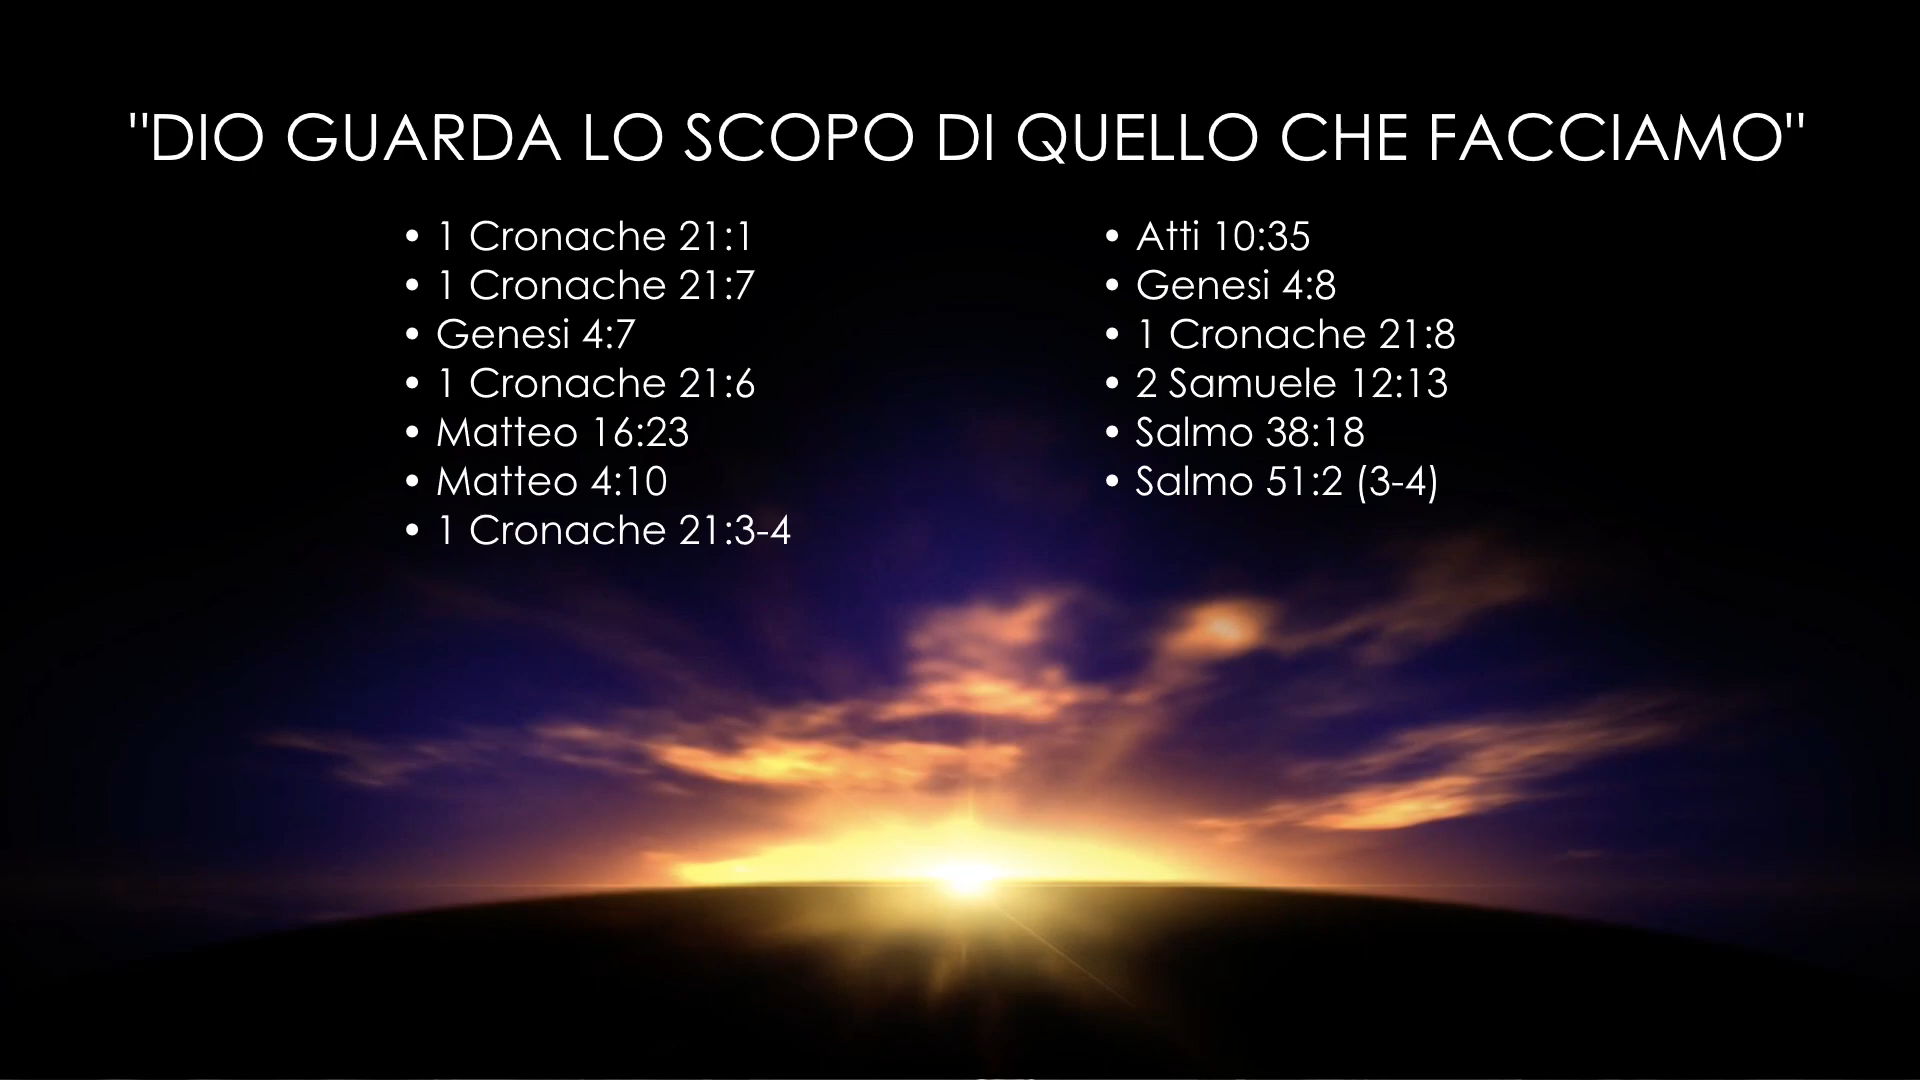 "DIO GUARDA LO SCOPO DI QUELLO CHE FACCIAMO"
• 1 Cronache 21:1
• 1 Cronache 21:7
• Genesi 4:7
• 1 Cronache 21:6
• Matteo 16:23
• Matteo 4:10
• 1 Cronache 21:3-4
• Atti 10:35
• Genesi 4:8
• 1 Cronache 21:8
• 2 Samuele 12:13
• Salmo 38:18
• Salmo 51:2 (3-4)